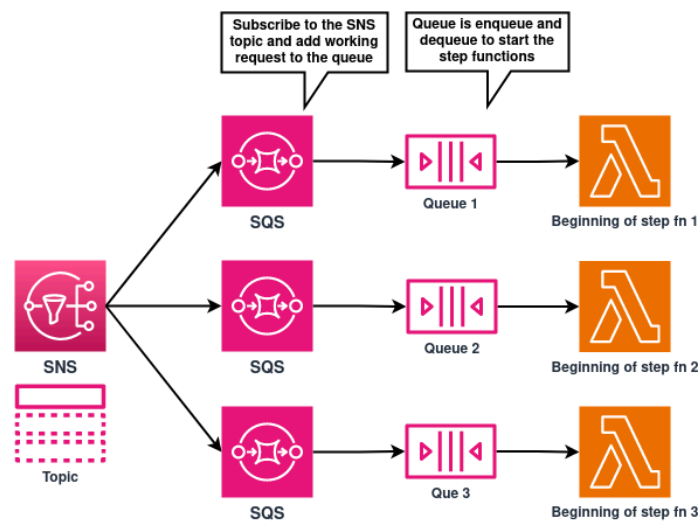 Subscribe to the SNS
topic and add working
request to the queue
Queue is enqueue and
dequeue to start the
step functions
SQS
Queue 1
Beginning of step fn 1
SNS
SQS
Queue 2
Beginning of step fn 2
Topic
SQS
Que 3
Beginning of step fn 3